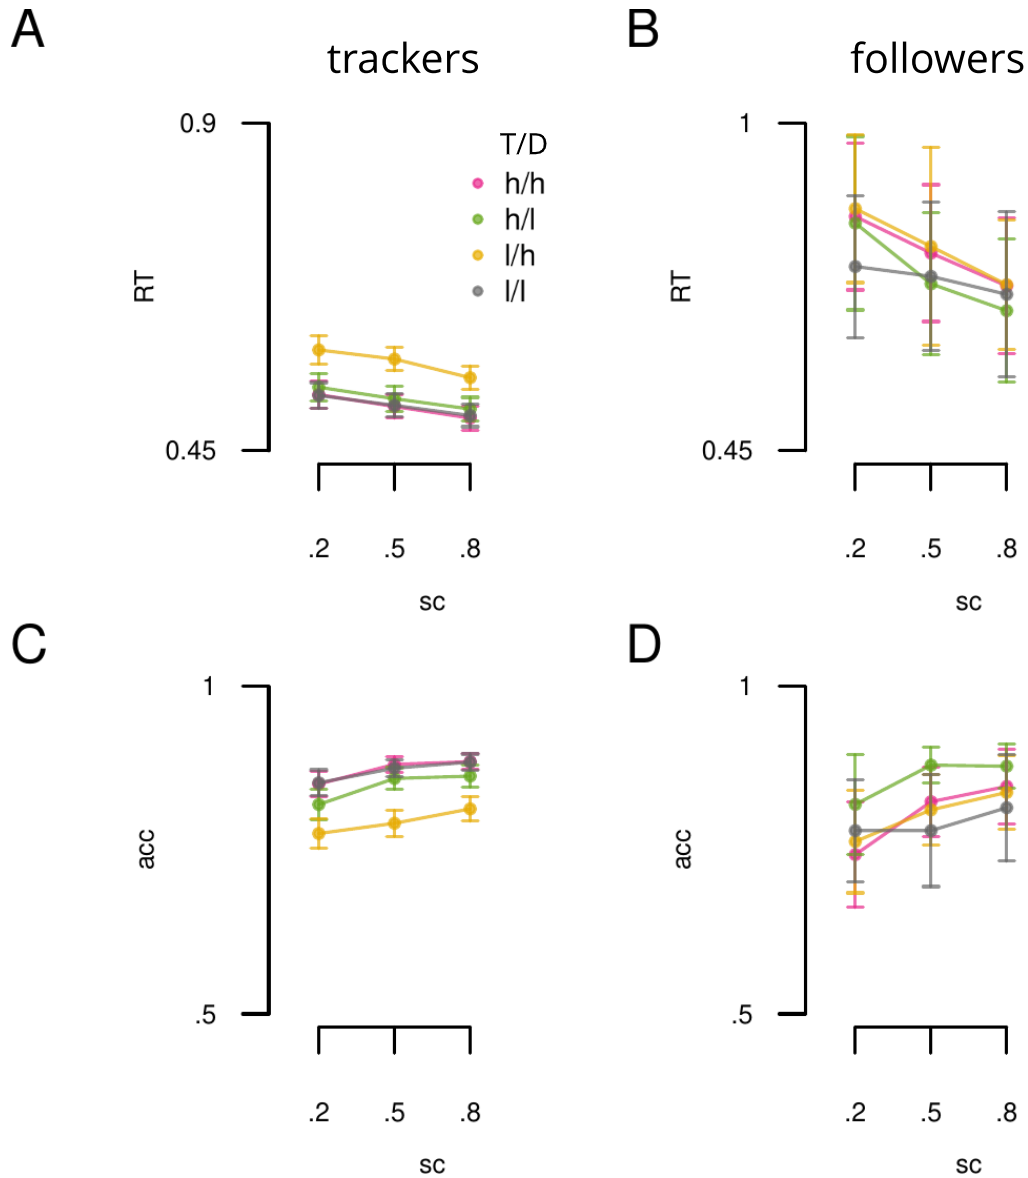 A
trackers
0.9
T/D
h/h
h/l
l/h
l/l
RT
0.45
.2 .5 .8
sc
B
followers
1
RT
0.45
.2 .5 .8
sc
C
1
acc
.5
.2 .5 .8
sc
D
1
acc
.5
.2 .5 .8
sc